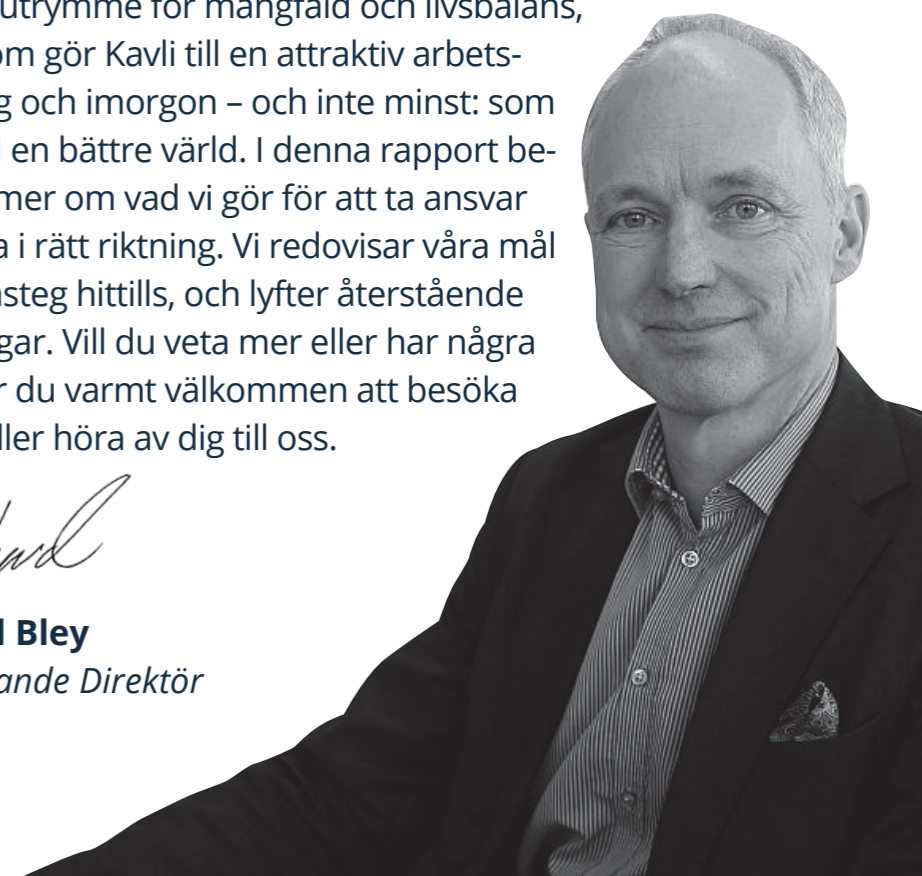 utrymme för mångfald och livsbalans,
om gör Kavli till en attraktiv arbets-
g och imorgon – och inte minst: som
en bättre värld. I denna rapport be-
mer om vad vi gör för att ta ansvar
a i rätt riktning. Vi redovisar våra mål
steg hittills, och lyfter återstående
gar. Vill du veta mer eller har några
r du varmt välkommen att besöka
ller höra av dig till oss.
Bley
ande Direktör